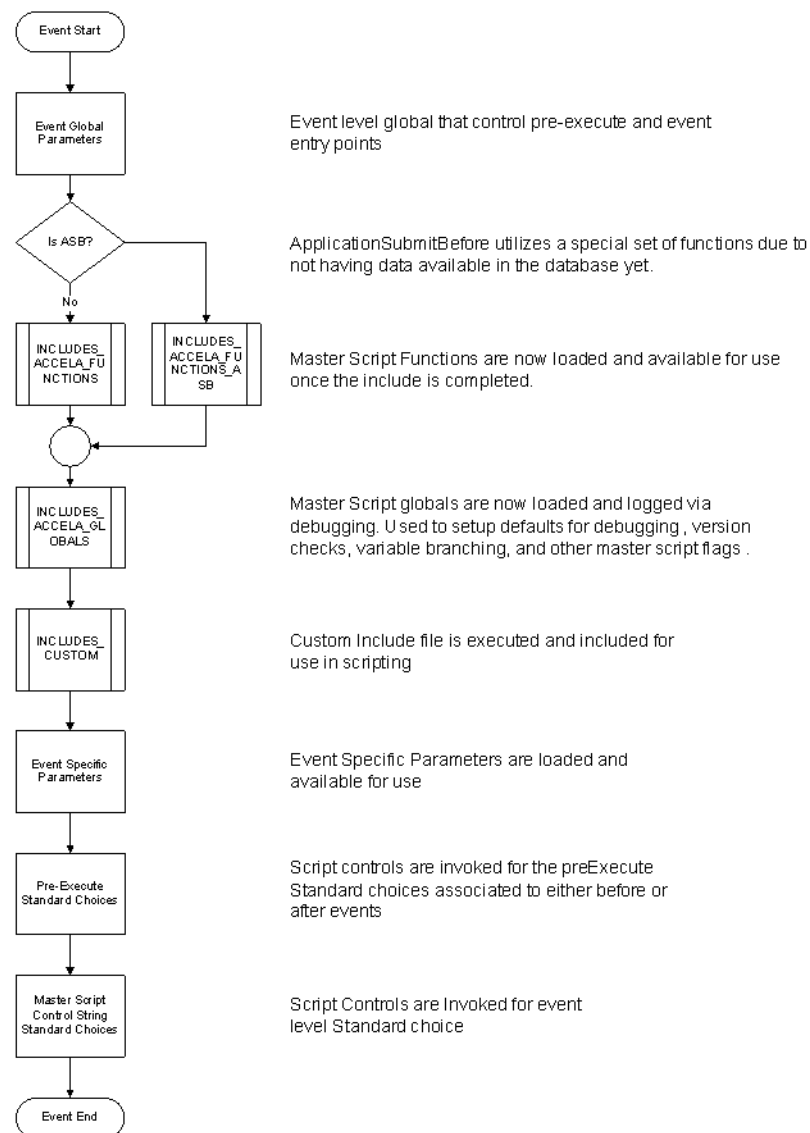 Event Start
Event Global
Parameters
Event level global that control pre-execute and event
entry points
Is ASB?
ApplicationSubmitBefore utilizes a special set of functions due to
not having data available in the database yet.
No
INCLUDES_
ACCELA_FU
NCTIONS
INCLUDES_
ACCELA_FU
NCTIONS_A
SB
Master Script Functions are now loaded and available for use
once the include is completed.
INCLUDES_
ACCELA_GL
OBALS
Master Script globals are now loaded and logged via
debugging. Used to setup defaults for debugging , version
checks, variable branching, and other master script flags .
INCLUDES_
CUSTOM
Custom Include file is executed and included for
use in scripting
Event Specific
Parameters
Event Specific Parameters are loaded and
available for use
Pre-Execute
Standard Choices
Script controls are invoked for the preExecute
Standard choices associated to either before or
after events
Master Script
Control String
Standard Choices
Script Controls are Invoked for event
level Standard choice
Event End